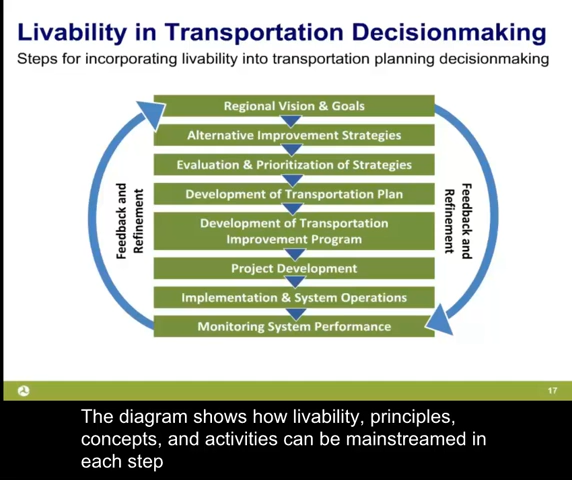 Livability in Transportation Decisionmaking
Steps for incorporating livability into transportation planning decisionmaking
Regional Vision & Goals
Alternative Improvement Strategies
Evaluation & Prioritization of Strategies
Development of Transportation Plan
Development of Transportation
Improvement Program
Project Development
Implementation & System Operations
Monitoring System Performance
Feedback and
Refinement
Feedback and
Refinement
17
The diagram shows how livability, principles,
concepts, and activities can be mainstreamed in
each step